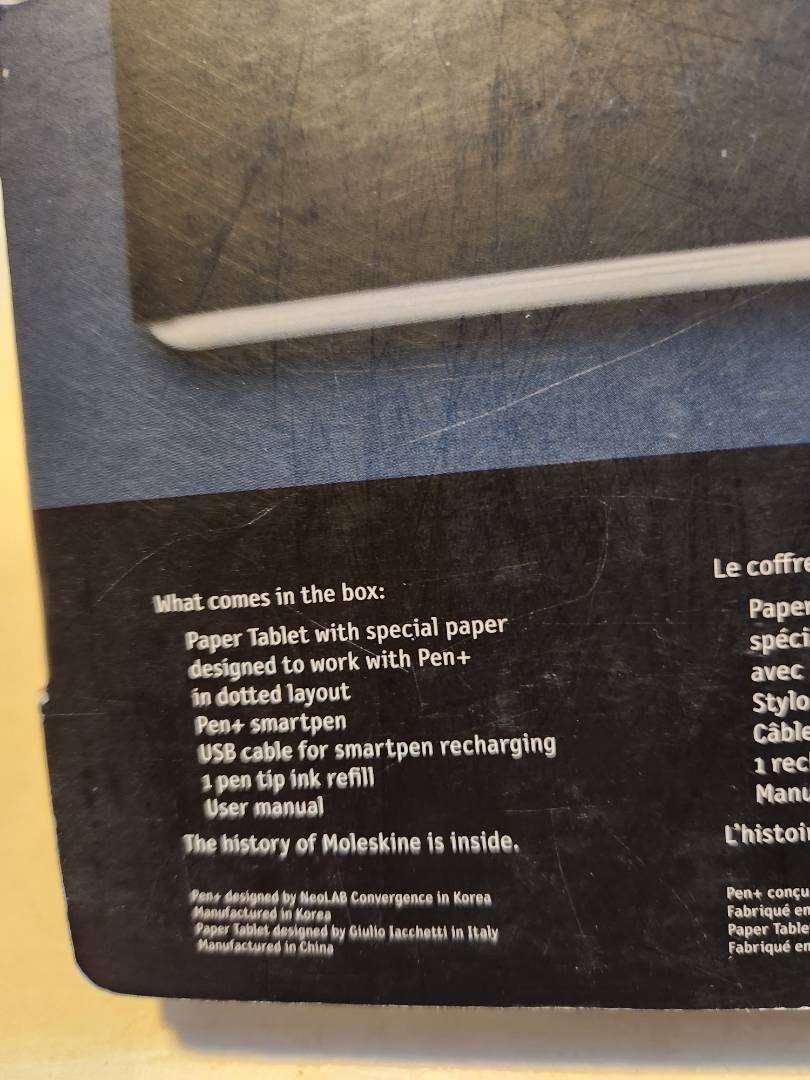 What comes in the box:
Paper Tablet with special paper
designed to work with Pen+
in dotted layout
Pen+ smartpen
USB cable for smartpen recharging
1 pen tip ink refill
User manual
The history of Moleskine is inside.
Pen+ designed by NeoLAB Convergence in Korea
Manufactured in Korea
Paper Tablet designed by Giulio Iacchetti in Italy
Manufactured in China
Le coffre
Paper
spéci
avec
Stylo
Câble
1 rec
Manu
L'histoi
Pen+ conçu
Fabriqué en
Paper Table
Fabriqué en